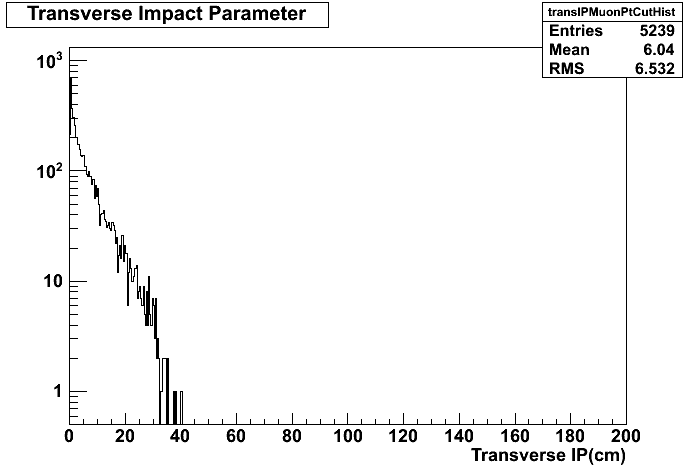 Transverse Impact Parameter
transIPMuonPtCutHist
Entries 5239
Mean 6.04
RMS 6.532
10³
10²
10
1
0 20 40 60 80 100 120 140 160 180 200
Transverse IP(cm)